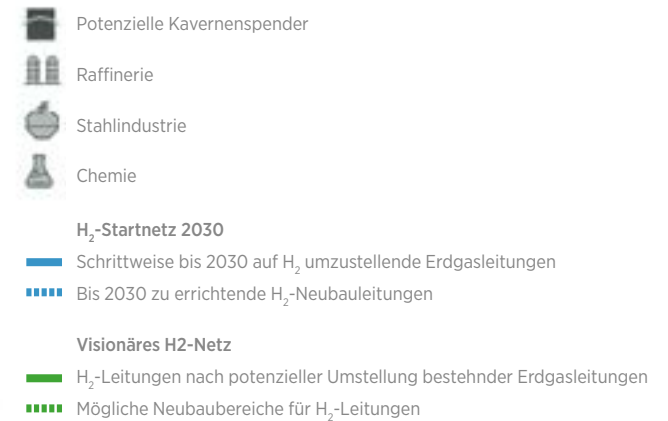 Potenzielle Kavernenspender
Raffinerie
Stahlindustrie
Chemie
H₂-Startnetz 2030
Schrittweise bis 2030 auf H₂ umzustellende Erdgasleitungen
Bis 2030 zu errichtende H₂-Neubauleitungen
Visionäres H2-Netz
H₂-Leitungen nach potenzieller Umstellung bestehnder Erdgasleitungen
Mögliche Neubaubereiche für H₂-Leitungen